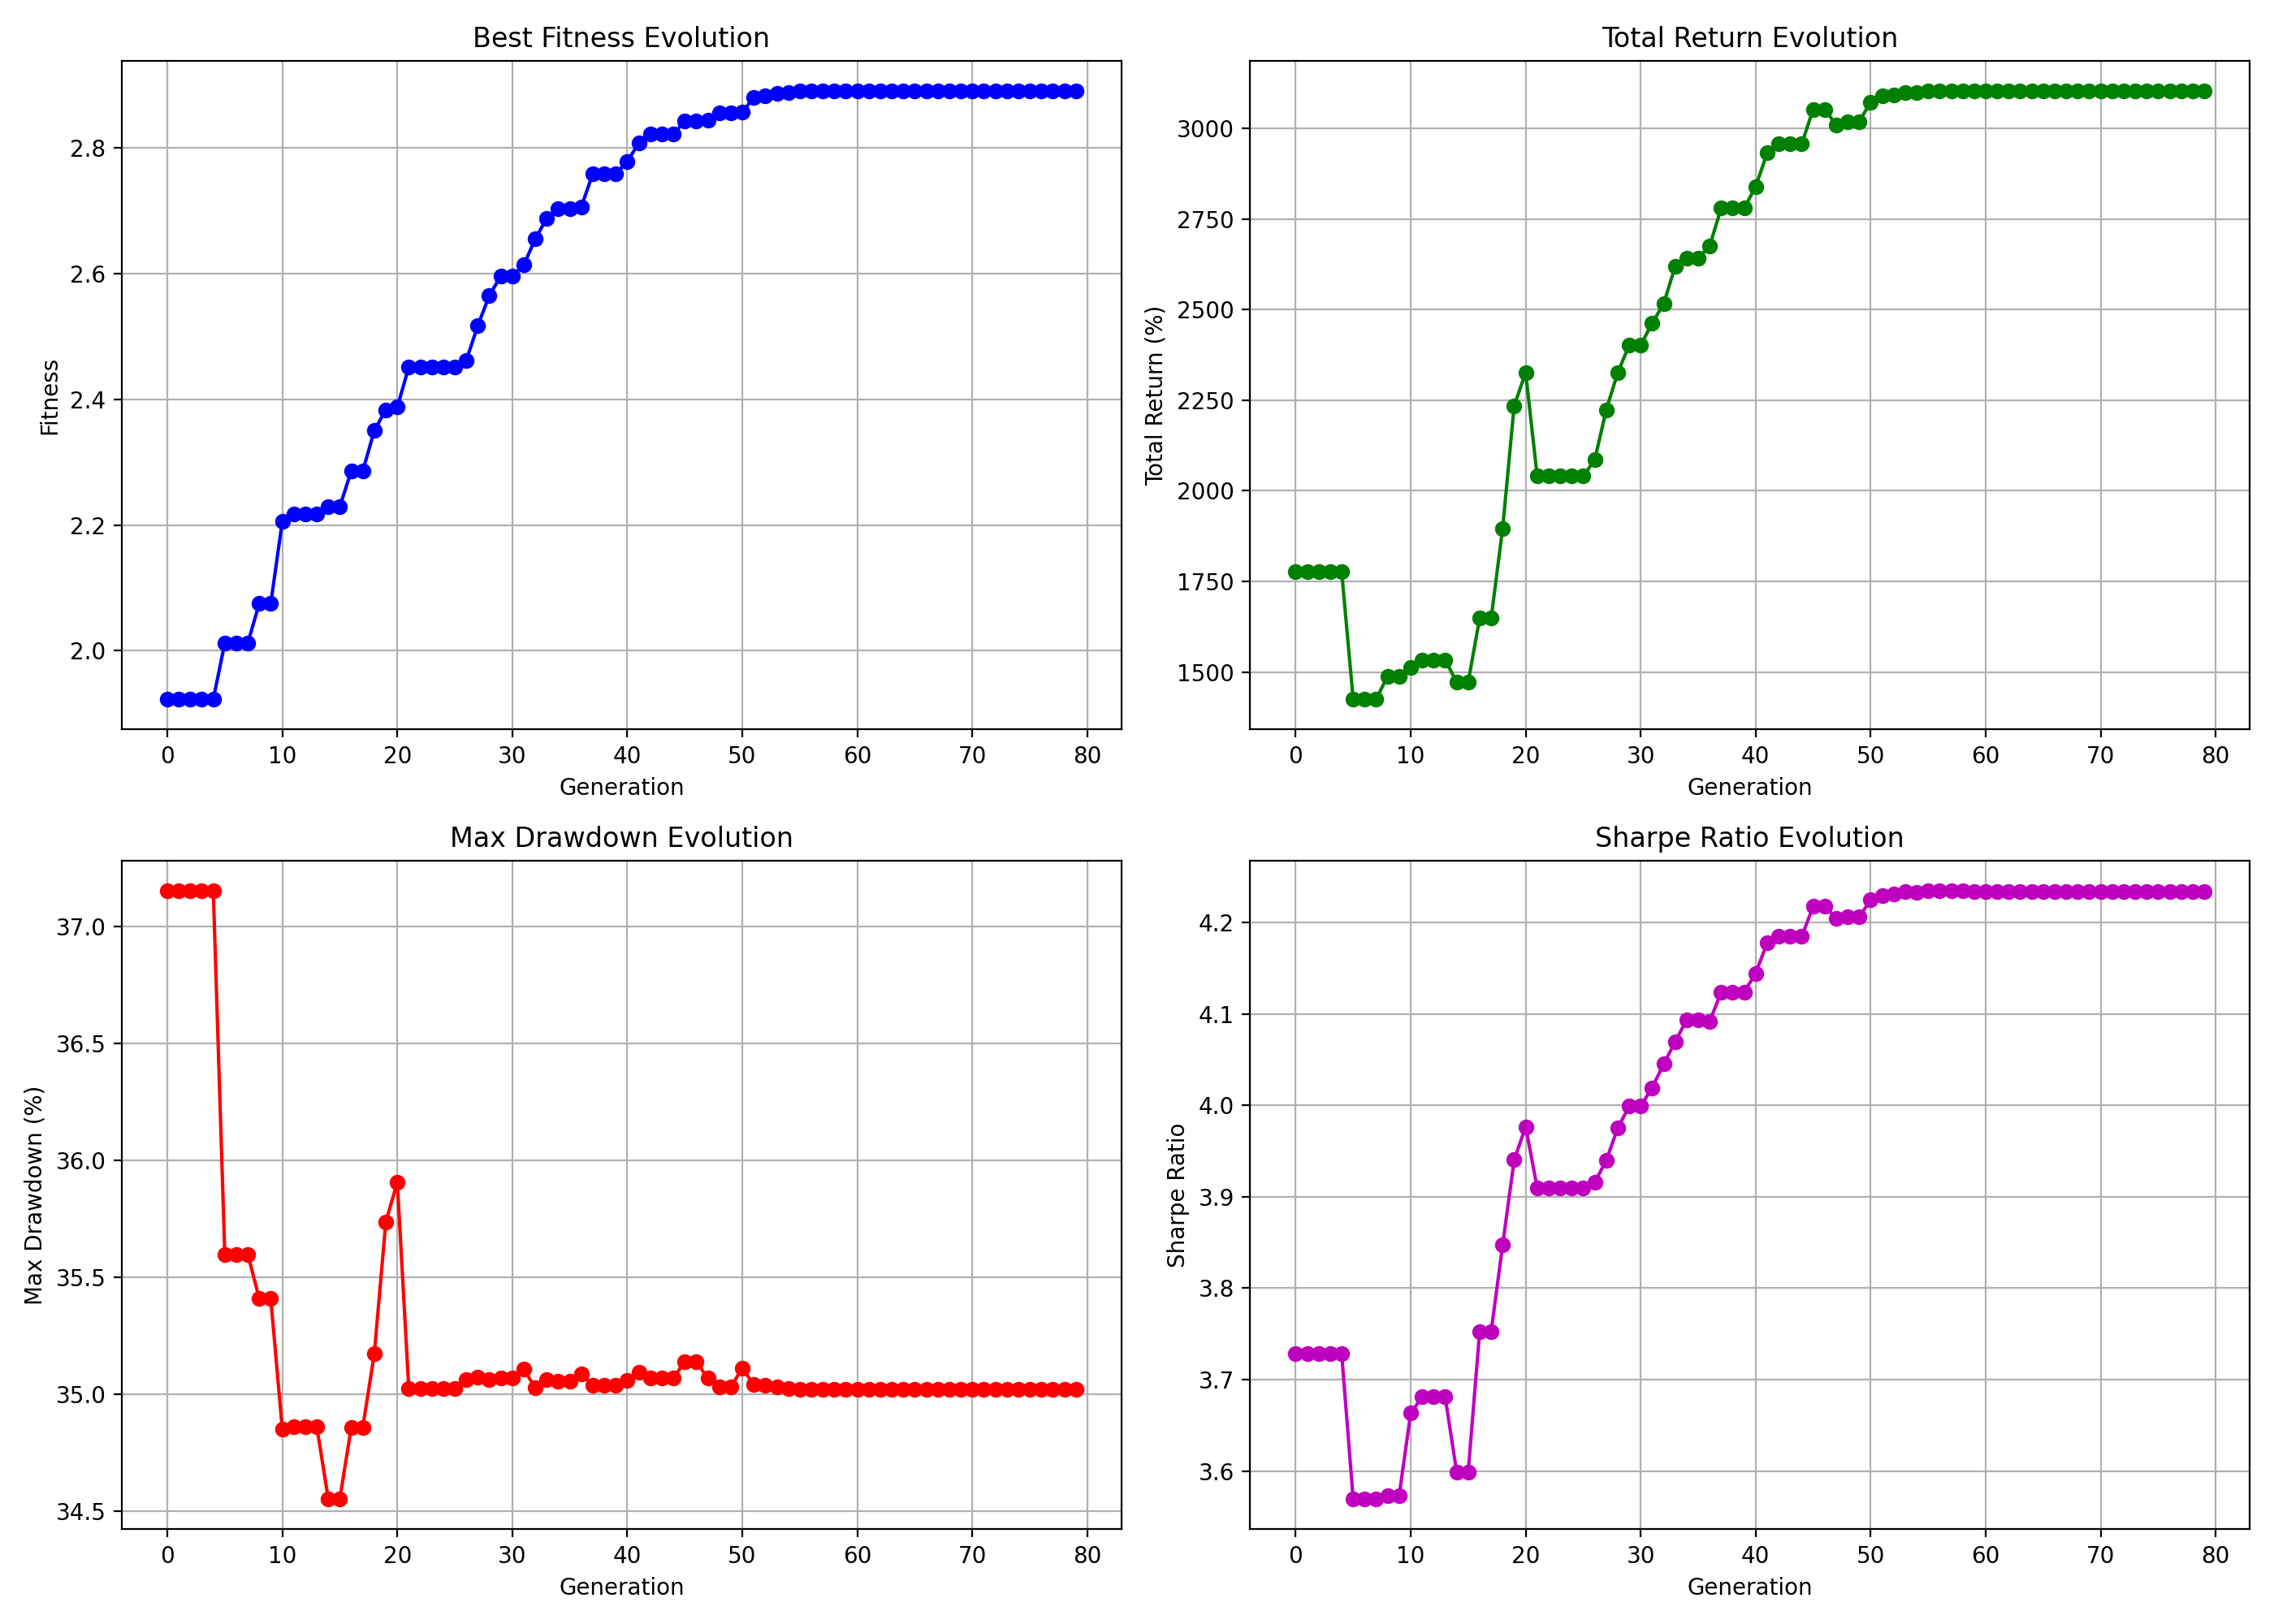 Best Fitness Evolution
Fitness
2.8
2.6
2.4
2.2
2.0
0 10 20 30 40 50 60 70 80
Generation
Total Return Evolution
Total Return (%)
3000
2750
2500
2250
2000
1750
1500
0 10 20 30 40 50 60 70 80
Generation
Max Drawdown Evolution
Max Drawdown (%)
37.0
36.5
36.0
35.5
35.0
34.5
0 10 20 30 40 50 60 70 80
Generation
Sharpe Ratio Evolution
Sharpe Ratio
4.2
4.1
4.0
3.9
3.8
3.7
3.6
0 10 20 30 40 50 60 70 80
Generation